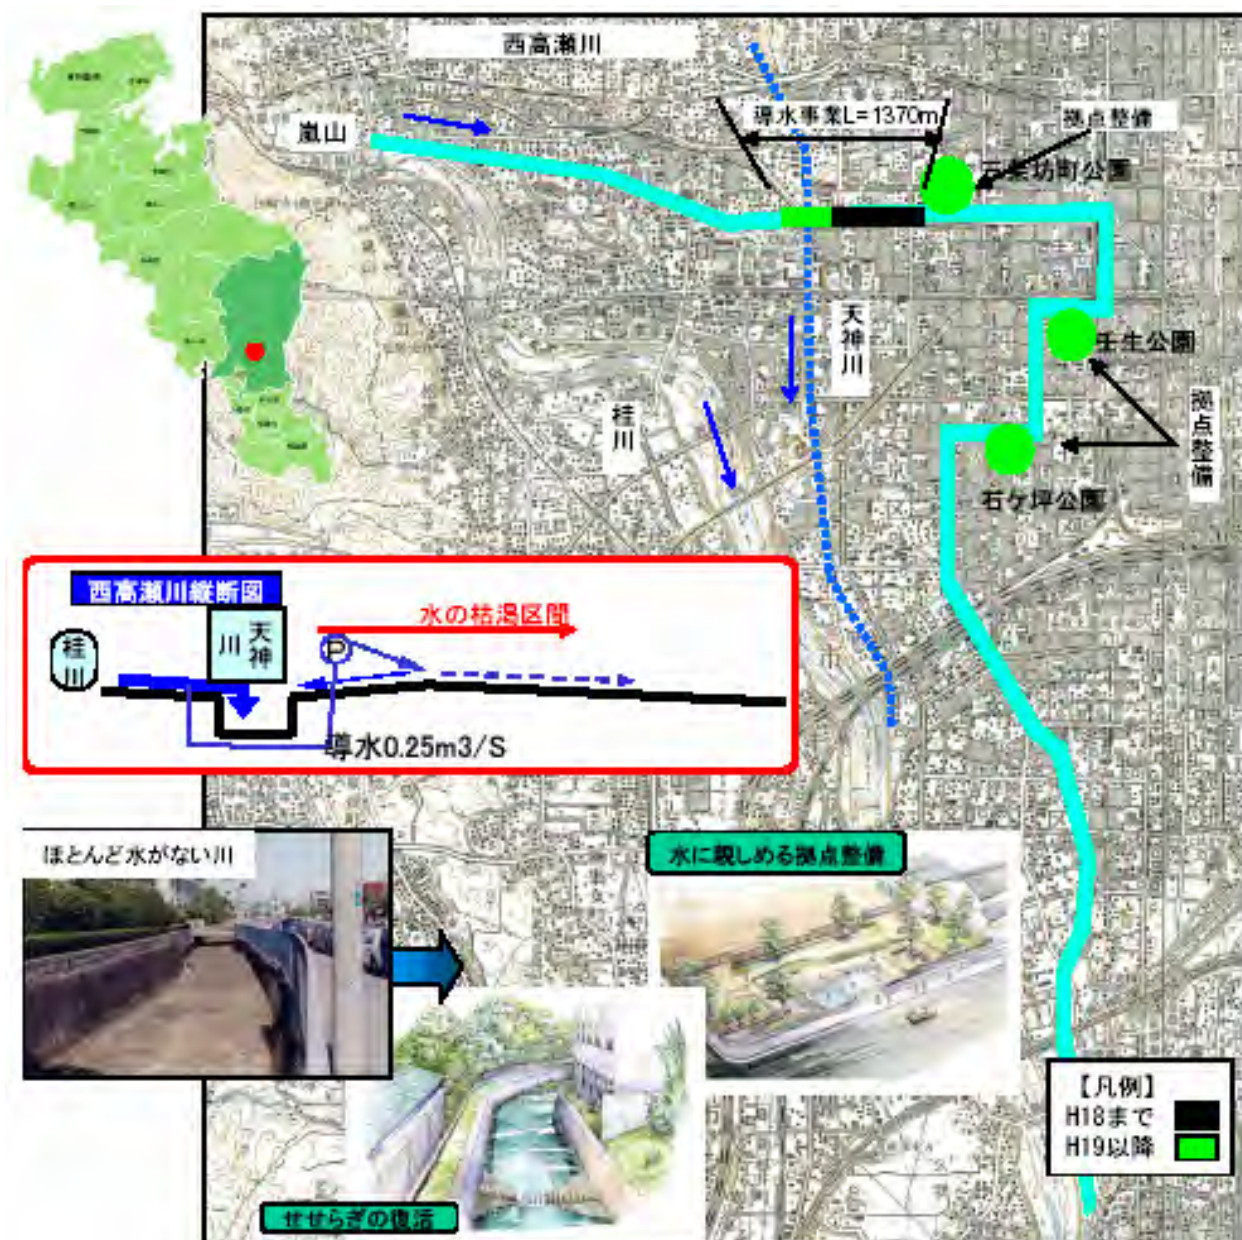 西高瀬川
導水事業L=1370m
拠点整備
嵐山
三条坊町公園
天神川
壬生公園
桂川
拠点整備
石ケ坪公園
西高瀬川縦断図
水の枯渇区間
桂川
天神川
P
導水0.25m3/S
ほとんど水がない川
水に親しめる拠点整備
せせらぎの復活
【凡例】
H18まで
H19以降